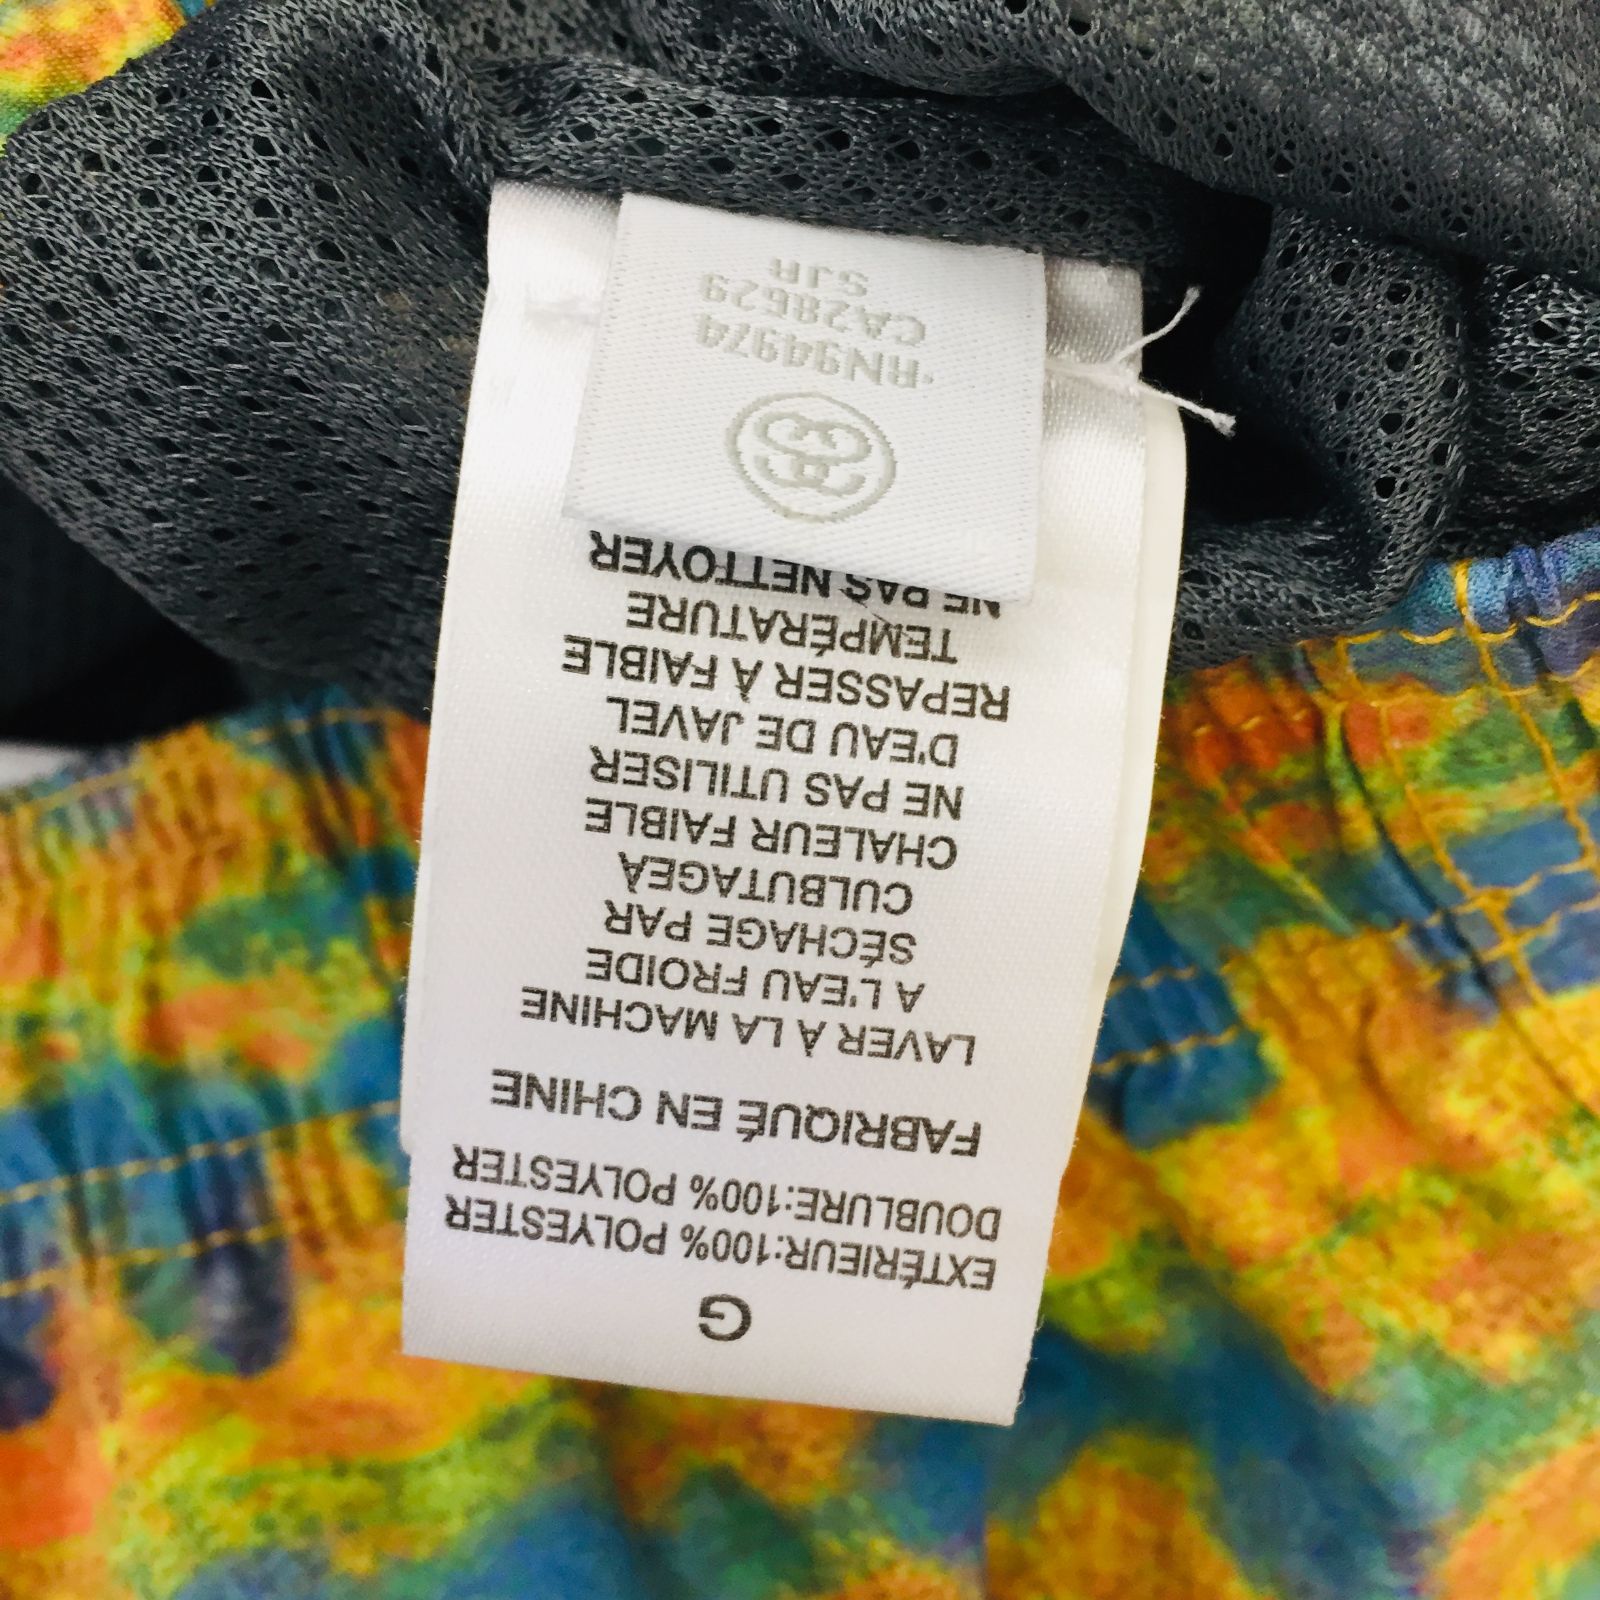 G
EXTÉRIEUR:100% POLYESTER
DOUBLURE:100% POLYESTER
FABRIQUÉ EN CHINE
LAVER À LA MACHINE
A L'EAU FROIDE
SÉCHAGE PAR
CULBUTAGEÀ
CHALEUR FAIBLE
NE PAS UTILISER
D'EAU DE JAVEL
REPASSER À FAIBLE
TEMPÉRATURE
NE PAS NETTOYER
RN94974
CA28629
SJR